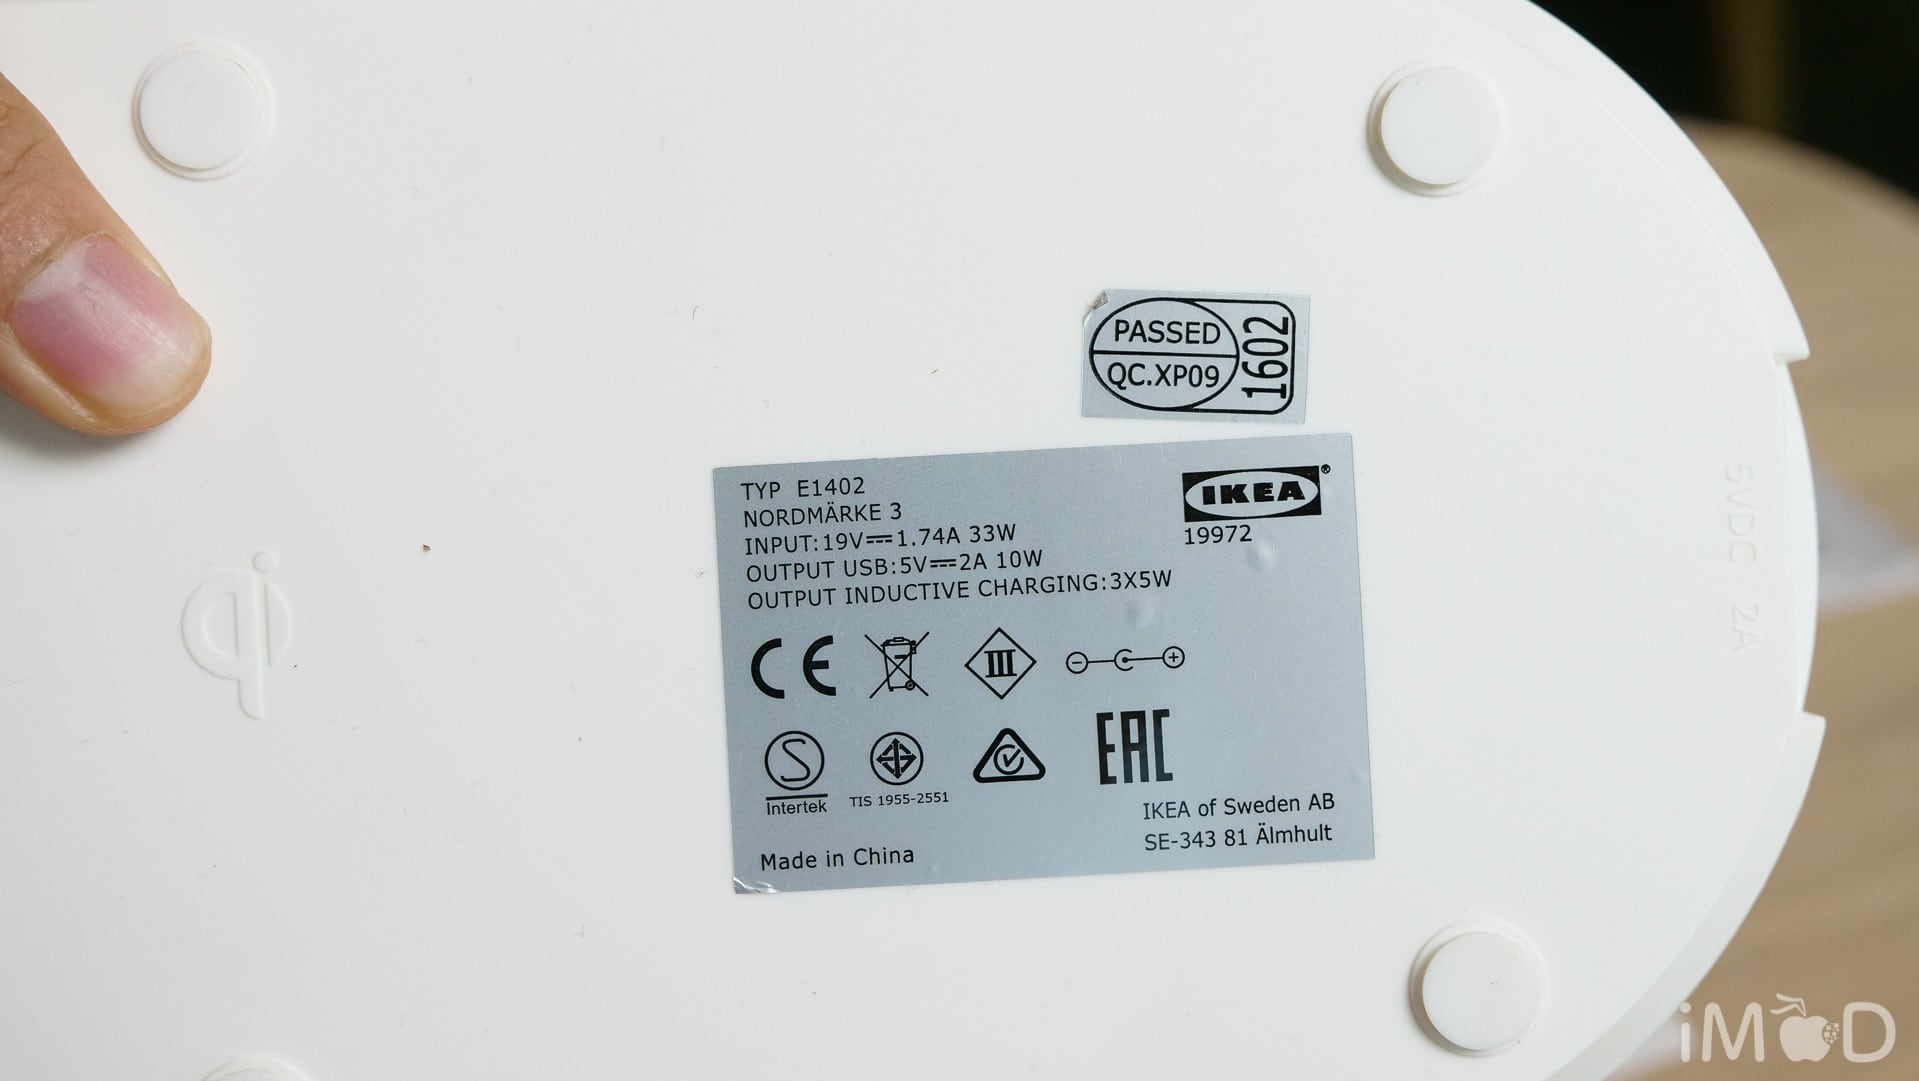 PASSED
QC.XP09
1602
TYP E1402
NORDMÄRKE 3
INPUT:19V⎓1.74A 33W
OUTPUT USB:5V⎓2A 10W
OUTPUT INDUCTIVE CHARGING:3X5W
IKEA®
19972
CE
III
S
Intertek
TIS 1955-2551
EAC
IKEA of Sweden AB
SE-343 81 Älmhult
Made in China
5VDC 2A
qi
iMOD